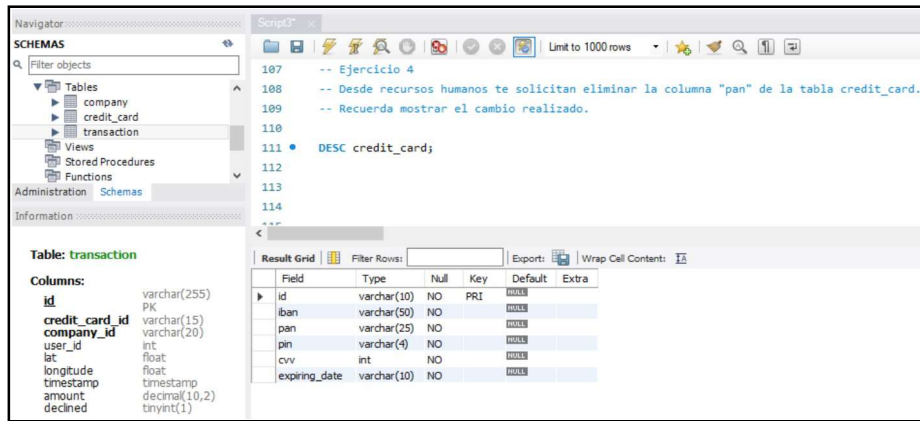 Navigator
SCHEMAS
Filter objects
Tables
company
credit_card
transaction
Views
Stored Procedures
Functions
Administration Schemas
Information
Table: transaction
Columns:
id varchar(255) PK
credit_card_id varchar(15)
company_id varchar(20)
user_id int
lat float
longitude float
timestamp timestamp
amount decimal(10,2)
declined tinyint(1)
Script3*
Limit to 1000 rows
107 -- Ejercicio 4
108 -- Desde recursos humanos te solicitan eliminar la columna "pan" de la tabla credit_card.
109 -- Recuerda mostrar el cambio realizado.
110
111 DESC credit_card;
112
113
114
Result Grid Filter Rows: Export: Wrap Cell Content: IA
Field Type Null Key Default Extra
id varchar(10) NO PRI NULL
iban varchar(50) NO NULL
pan varchar(25) NO NULL
pin varchar(4) NO NULL
cvv int NO NULL
expiring_date varchar(10) NO NULL